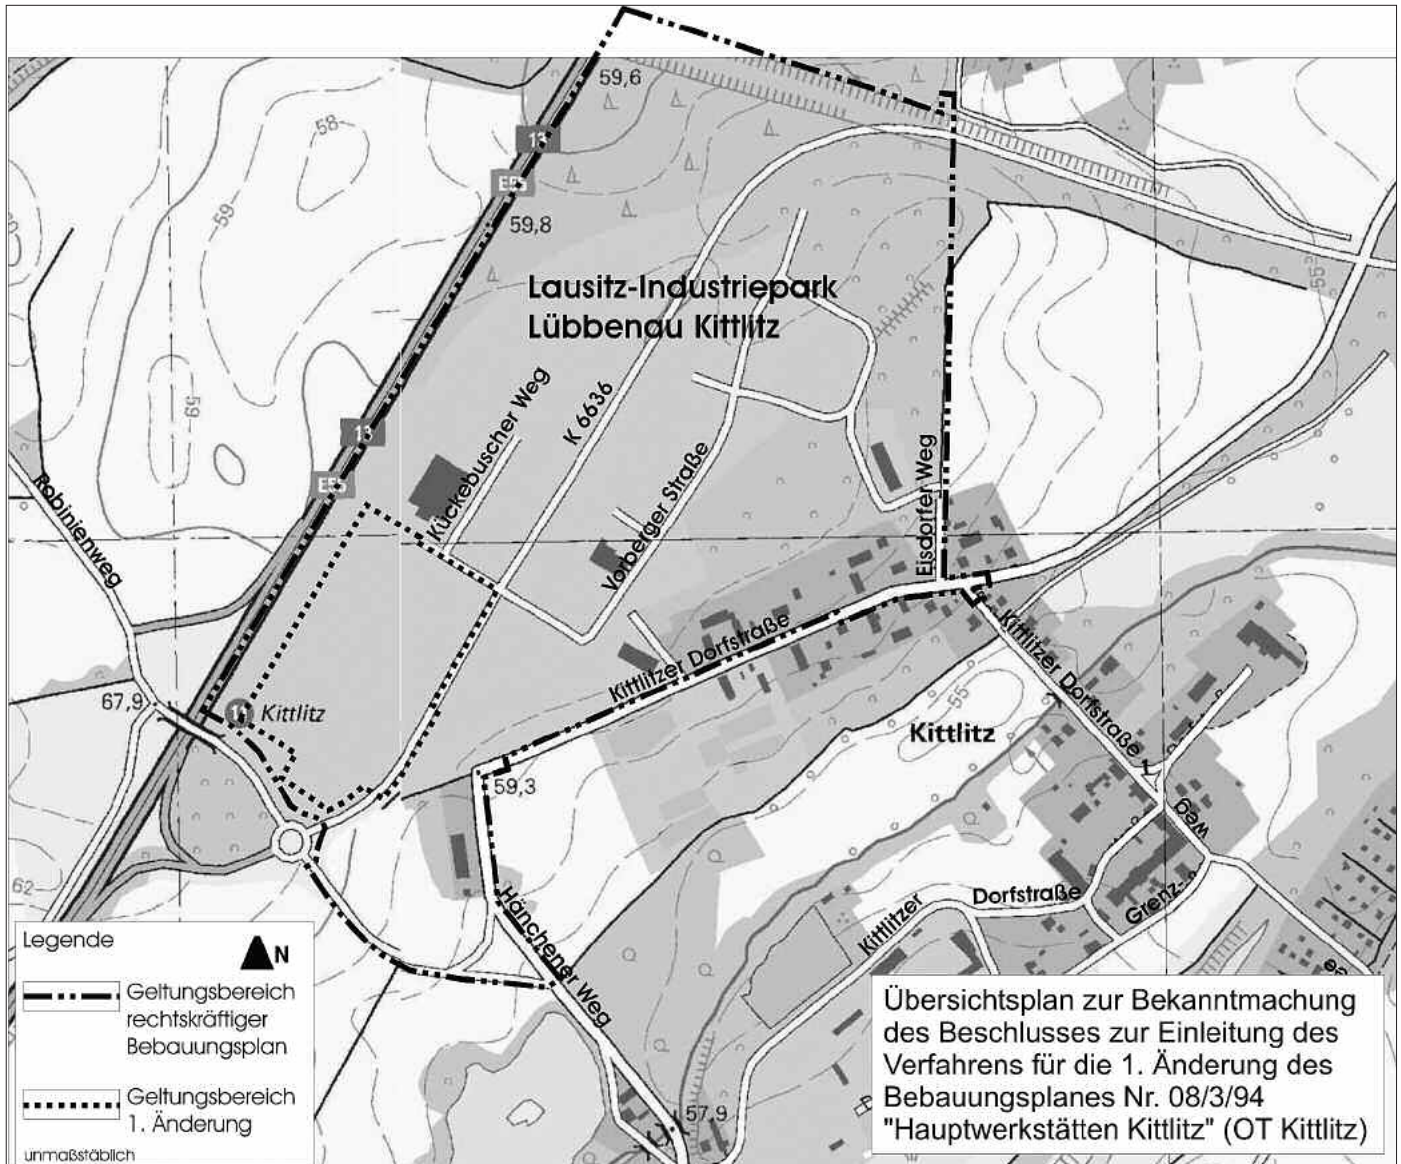 59,6
58
13
E55
59
59,8
Lausitz-Industriepark
Lübbenau Kittlitz
59
13
E55
K 6636
Kückebuscher Weg
Vorberger Straße
Eisdorfer Weg
Robinienweg
Kittlitzer Dorfstraße
Kittlitzer Dorfstraße
67,9
Kittlitz
55
Kittlitz
59,3
62
Hänchener Weg
Kittlitzer
Dorfstraße
Grenz-
weg
57,9
Legende
N
Geltungsbereich
rechtskräftiger
Bebauungsplan
Geltungsbereich
1. Änderung
unmaßstäblich
Übersichtsplan zur Bekanntmachung
des Beschlusses zur Einleitung des
Verfahrens für die 1. Änderung des
Bebauungsplanes Nr. 08/3/94
"Hauptwerkstätten Kittlitz" (OT Kittlitz)